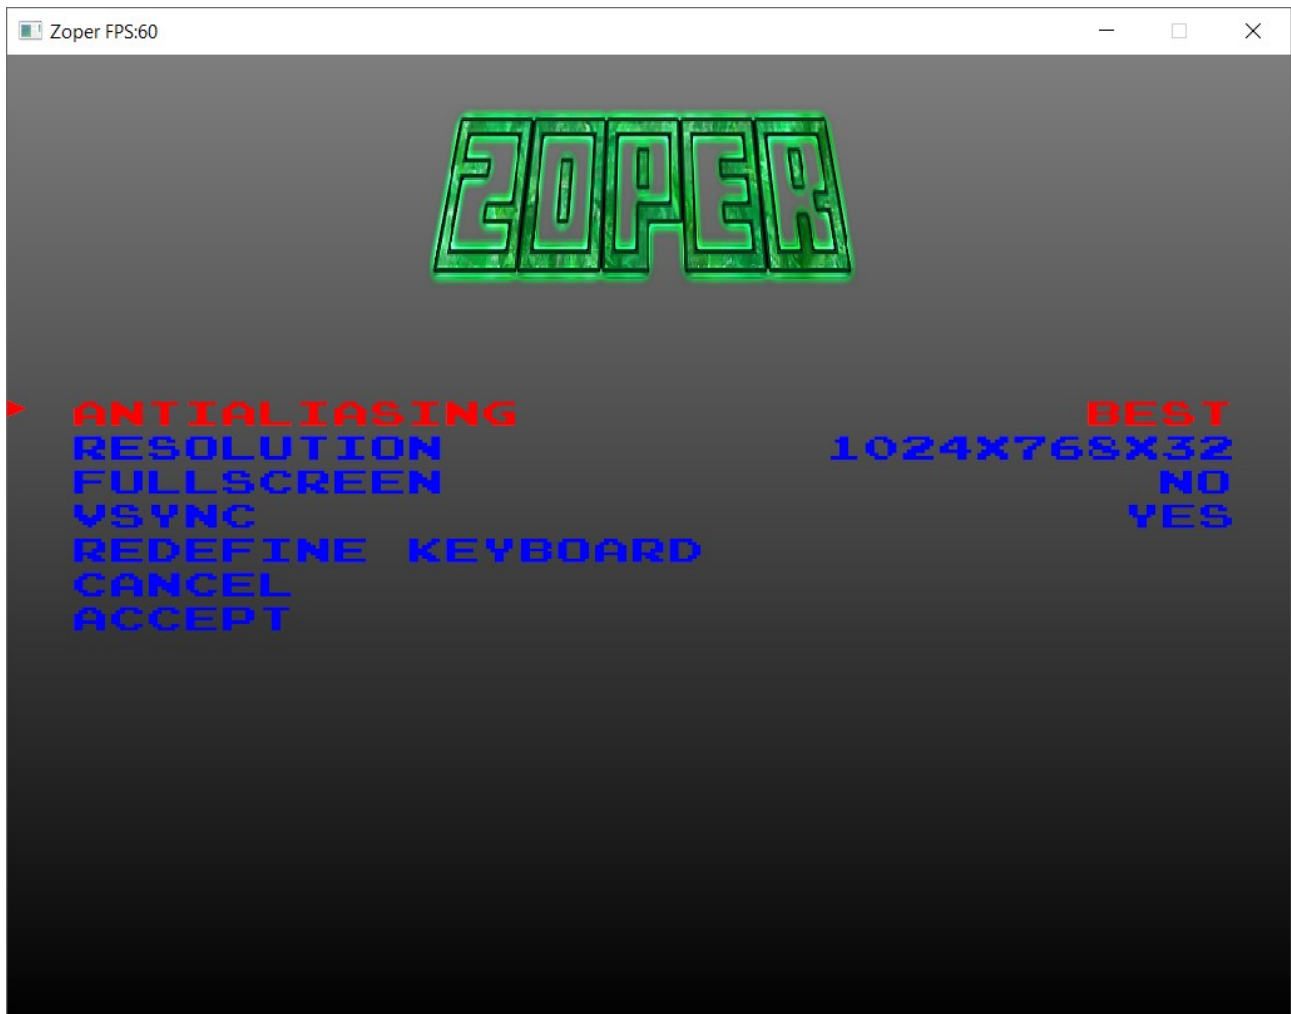 Zoper FPS:60
ZOPER
ANTIALIASING BEST
RESOLUTION 1024X768X32
FULLSCREEN NO
VSYNC YES
REDEFINE KEYBOARD
CANCEL
ACCEPT